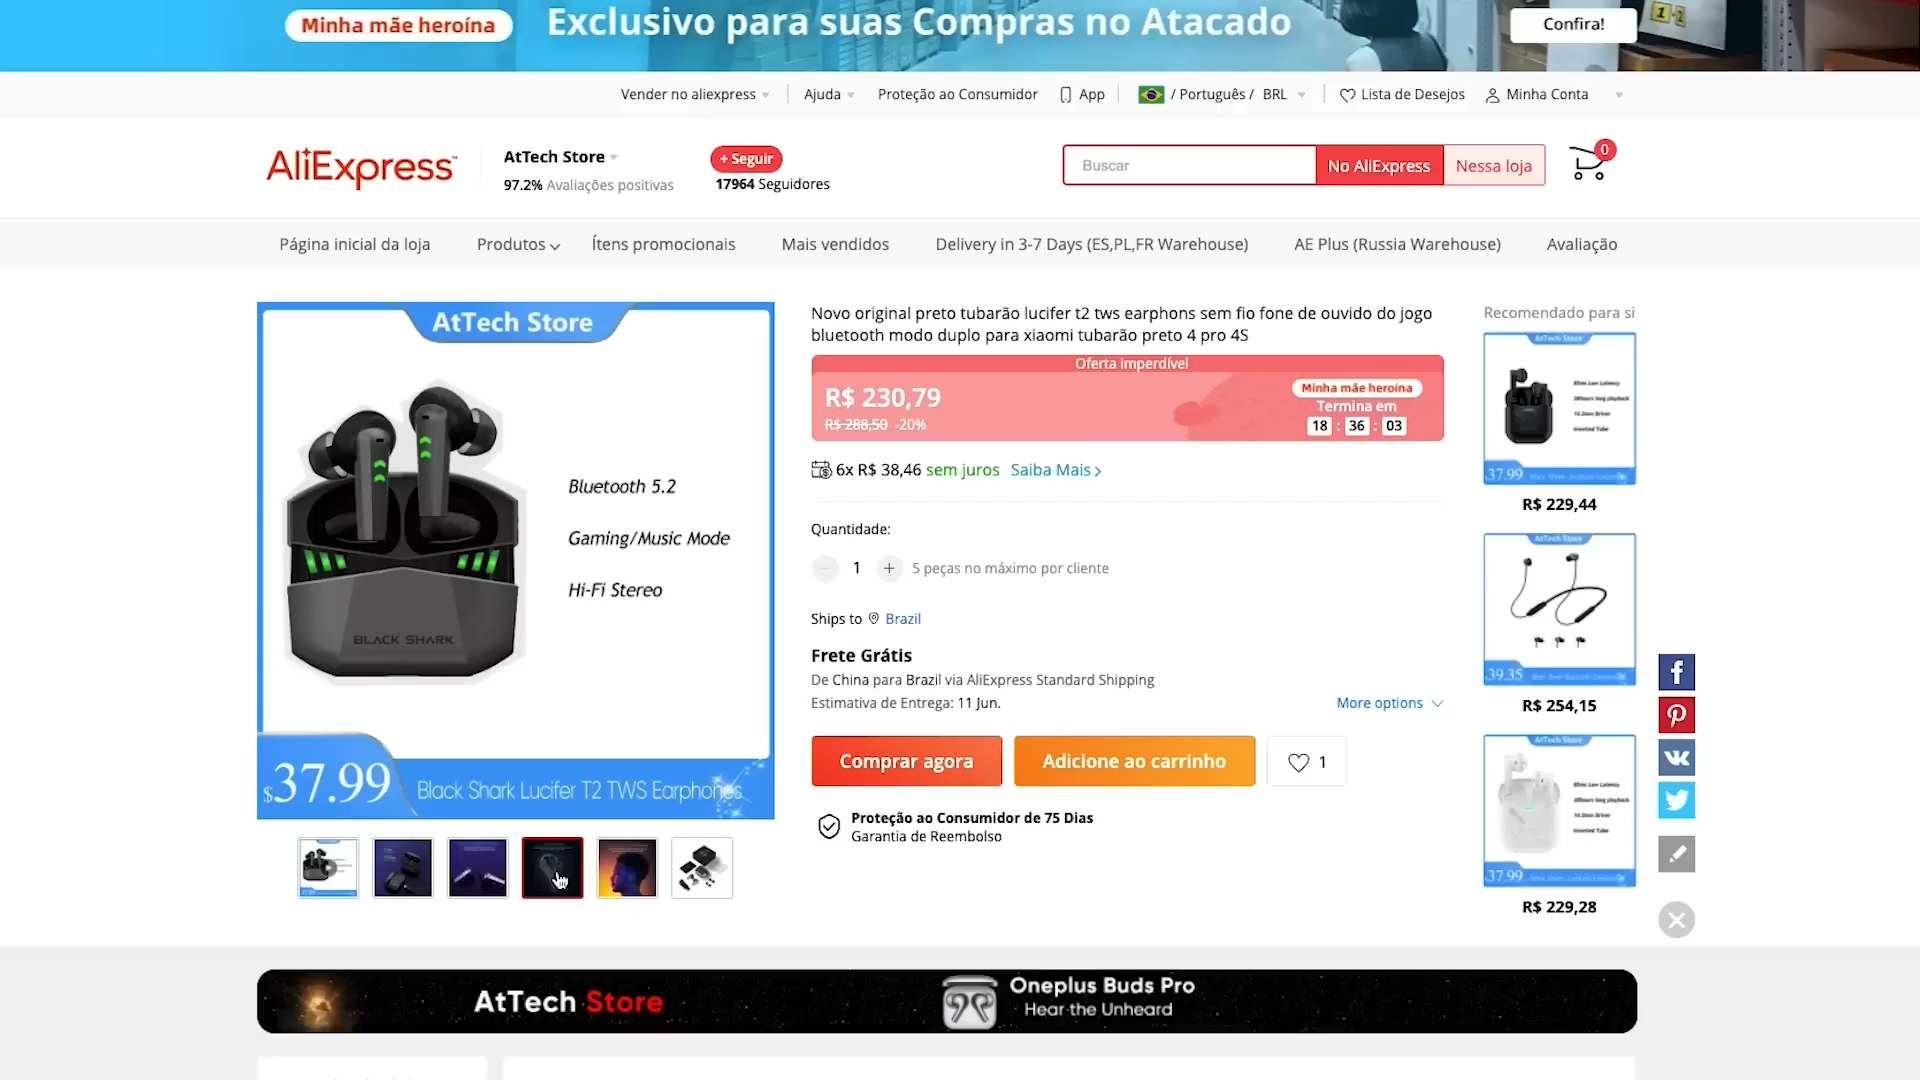 Minha mãe heroína
Exclusivo para suas Compras no Atacado
Confira!
Vender no aliexpress
Ajuda
Proteção ao Consumidor
App
/ Português / BRL
Lista de Desejos
Minha Conta
AliExpress
AtTech Store
97.2% Avaliações positivas
+ Seguir
17964 Seguidores
Buscar
No AliExpress
Nessa loja
0
Página inicial da loja
Produtos
Ítens promocionais
Mais vendidos
Delivery in 3-7 Days (ES,PL,FR Warehouse)
AE Plus (Russia Warehouse)
Avaliação
AtTech Store
Bluetooth 5.2
Gaming/Music Mode
Hi-Fi Stereo
BLACK SHARK
$37.99
Black Shark Lucifer T2 TWS Earphones
Novo original preto tubarão lucifer t2 tws earphons sem fio fone de ouvido do jogo
bluetooth modo duplo para xiaomi tubarão preto 4 pro 4S
Oferta imperdível
R$ 230,79
R$ 288,50 -20%
Minha mãe heroína
Termina em
18 : 36 : 03
6x R$ 38,46 sem juros Saiba Mais
Quantidade:
1
5 peças no máximo por cliente
Ships to Brazil
Frete Grátis
De China para Brazil via AliExpress Standard Shipping
Estimativa de Entrega: 11 Jun.
More options
Comprar agora
Adicione ao carrinho
1
Proteção ao Consumidor de 75 Dias
Garantia de Reembolso
Recomendado para si
AtTech Store
37.99
R$ 229,44
AtTech Store
39.35
R$ 254,15
AtTech Store
37.99
R$ 229,28
AtTech Store
Oneplus Buds Pro
Hear the Unheard